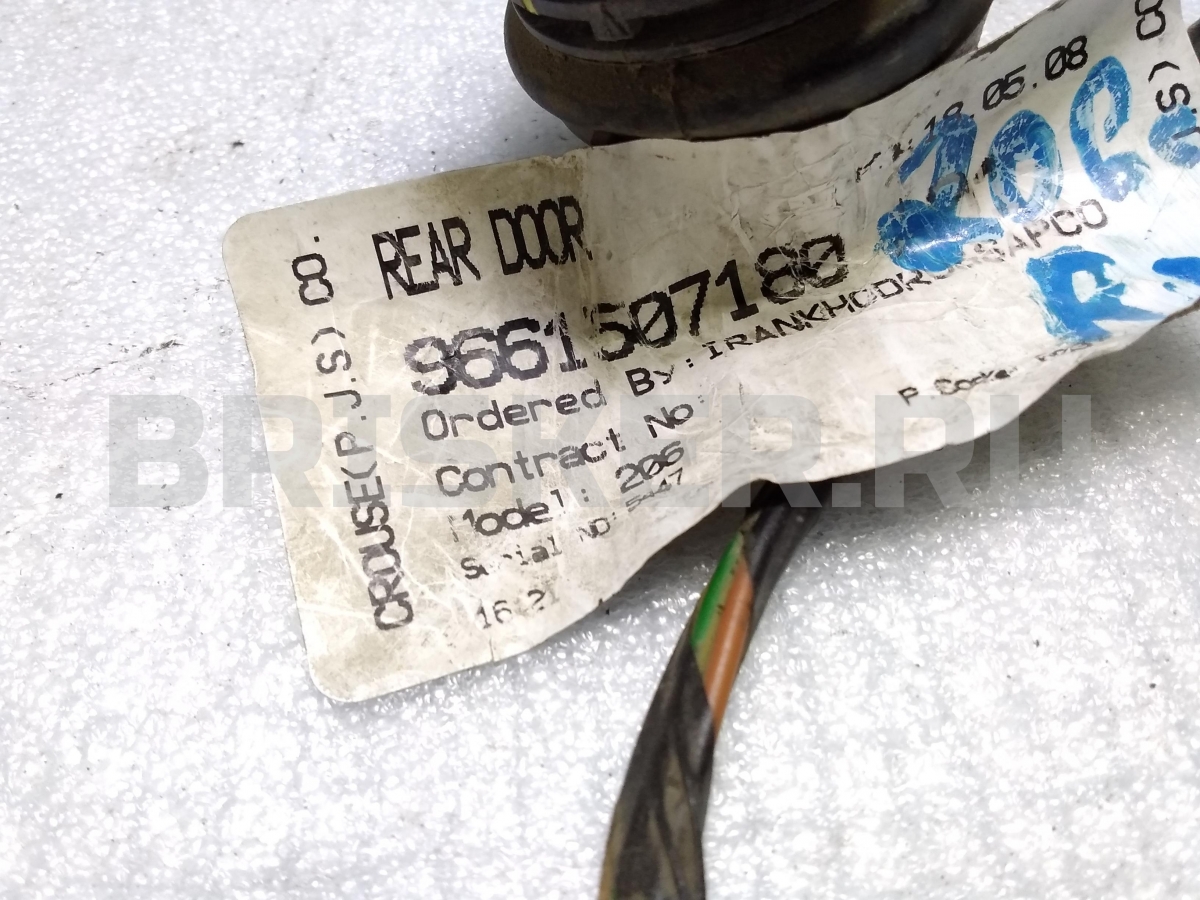 REAR DOOR
9661507180
Ordered By: IRANKHODRO SAPCO
Contract No:
Model: 206
Serial No:
CROUSE(P.J.S) CO.
18.05.08
206
BRISKER.RU